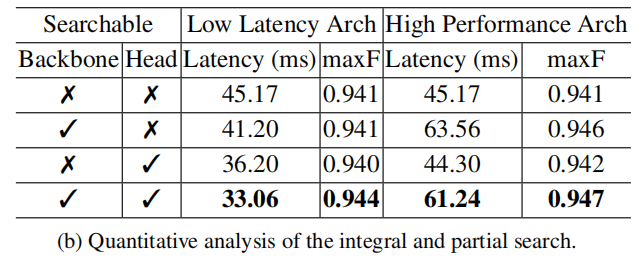 Searchable Low Latency Arch High Performance Arch
Backbone Head Latency (ms) maxF Latency (ms) maxF
✗ ✗ 45.17 0.941 45.17 0.941
✓ ✗ 41.20 0.941 63.56 0.946
✗ ✓ 36.20 0.940 44.30 0.942
✓ ✓ 33.06 0.944 61.24 0.947
(b) Quantitative analysis of the integral and partial search.